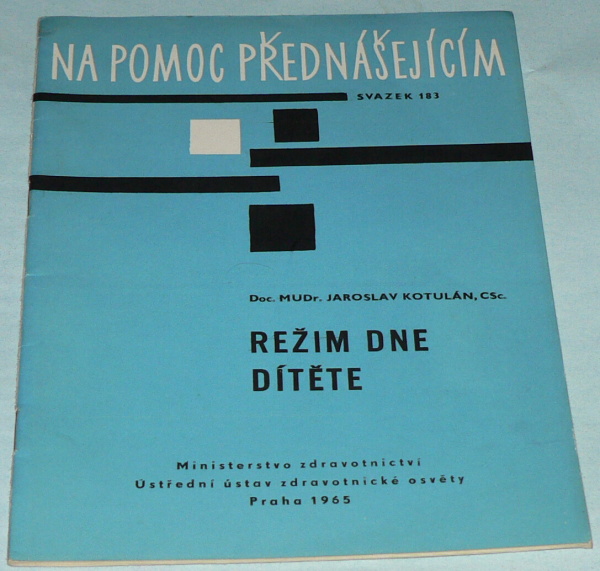 NA POMOC PŘEDNÁŠEJÍCÍM
SVAZEK 183
Doc. MUDr. JAROSLAV KOTULÁN, CSc.
REŽIM DNE
DÍTĚTE
Ministerstvo zdravotnictví
Ústřední ústav zdravotnické osvěty
Praha 1965